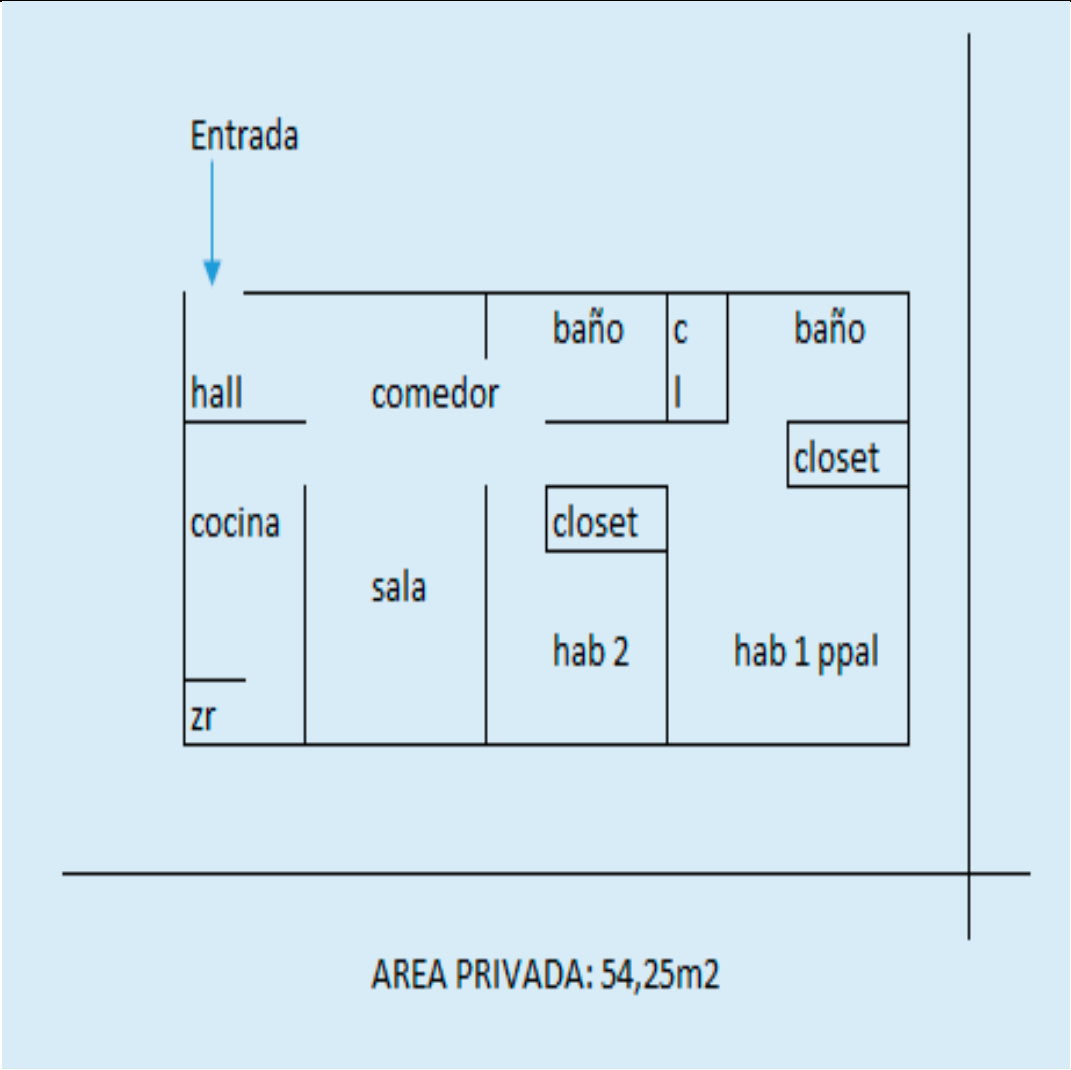 Entrada
baño
c
baño
hall
comedor
l
closet
cocina
closet
sala
hab 2
hab 1 ppal
zr
AREA PRIVADA: 54,25m2